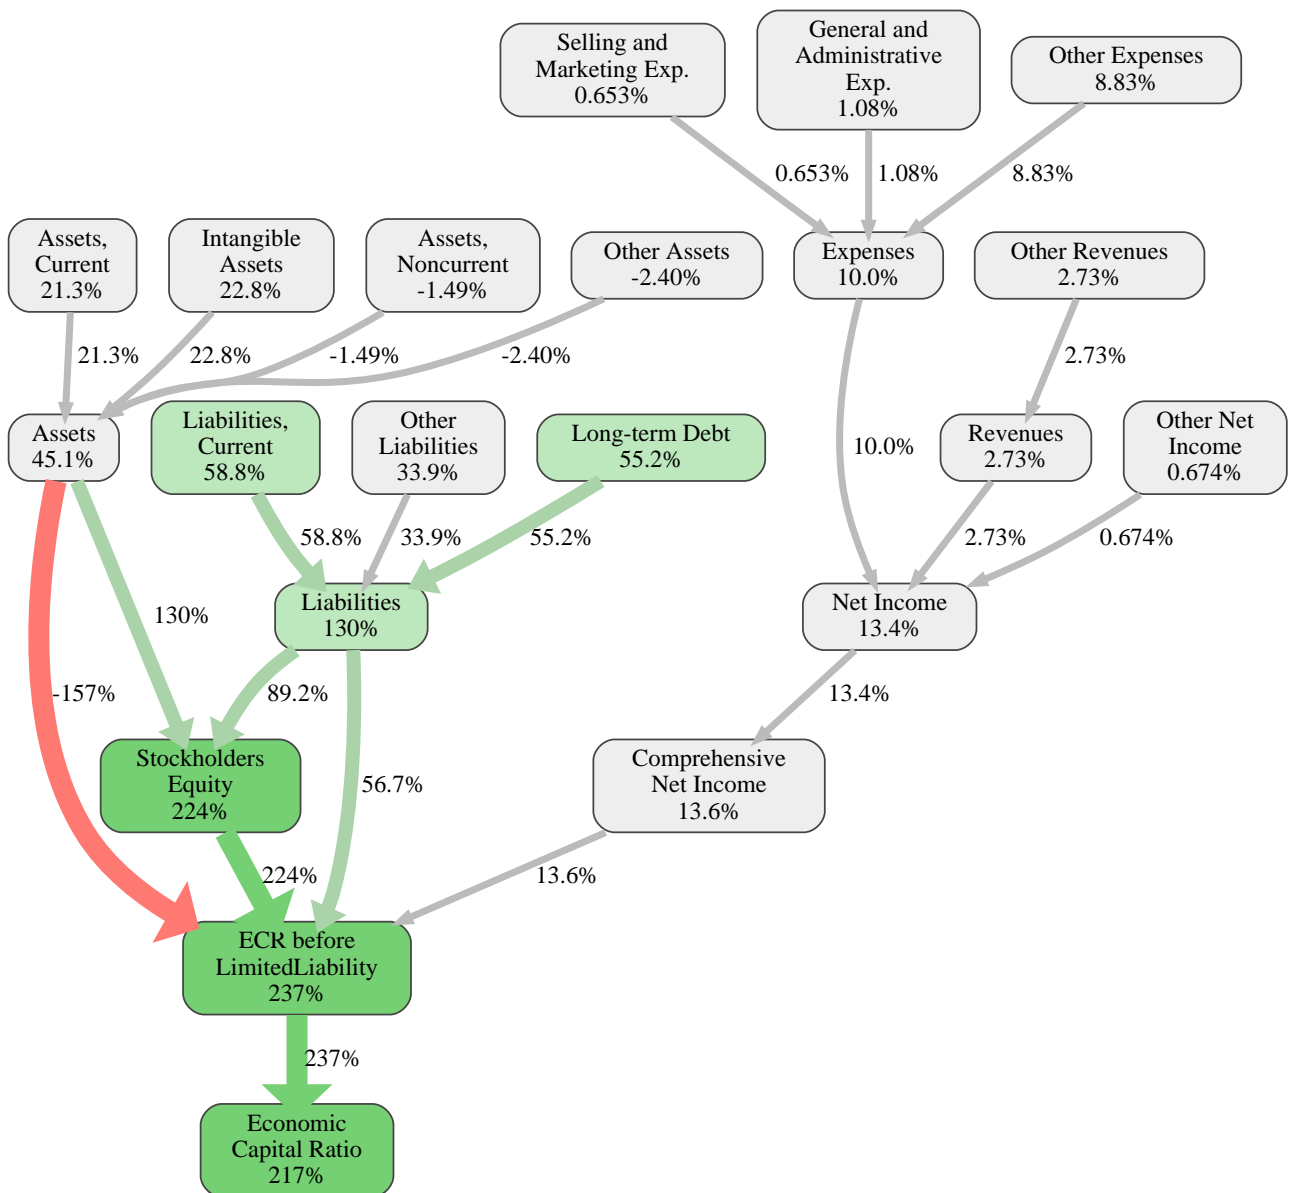 Selling and
Marketing Exp.
0.653%
General and
Administrative
Exp.
1.08%
Other Expenses
8.83%
0.653%
1.08%
8.83%
Assets,
Current
21.3%
Intangible
Assets
22.8%
Assets,
Noncurrent
-1.49%
Other Assets
-2.40%
Expenses
10.0%
Other Revenues
2.73%
21.3%
22.8%
-1.49%
-2.40%
2.73%
Assets
45.1%
Liabilities,
Current
58.8%
Other
Liabilities
33.9%
Long-term Debt
55.2%
10.0%
Revenues
2.73%
Other Net
Income
0.674%
58.8%
33.9%
55.2%
2.73%
0.674%
130%
Liabilities
130%
Net Income
13.4%
-157%
89.2%
13.4%
Stockholders
Equity
224%
56.7%
Comprehensive
Net Income
13.6%
224%
13.6%
ECR before
LimitedLiability
237%
237%
Economic
Capital Ratio
217%